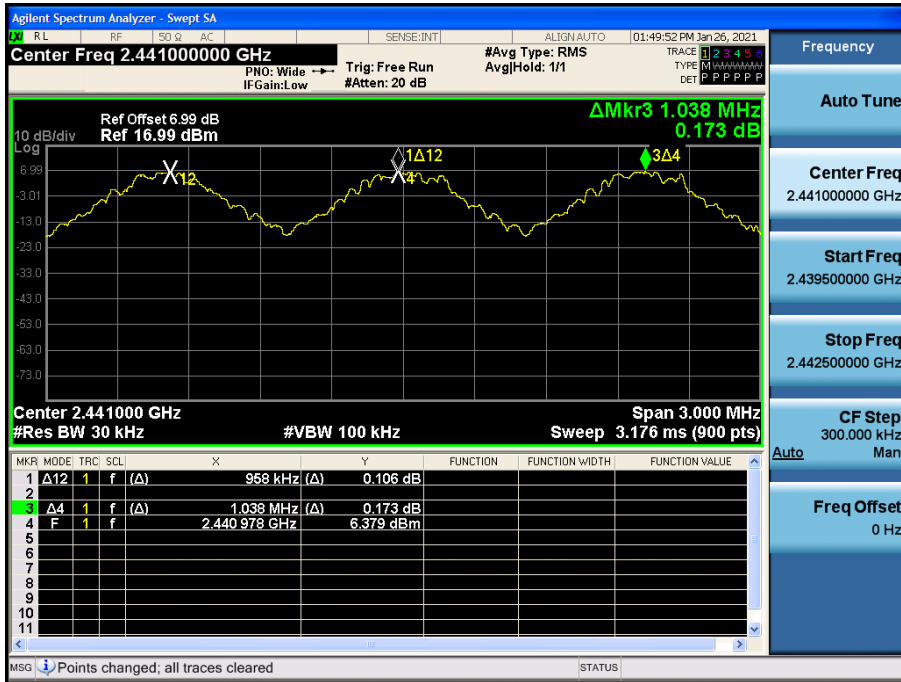 Agilent Spectrum Analyzer - Swept SA
LXI RL RF 50 Ω AC SENSE:INT ALIGN AUTO 01:49:52 PM Jan 26, 2021
Center Freq 2.441000000 GHz
PNO: Wide
IFGain:Low
Trig: Free Run
#Atten: 20 dB
#Avg Type: RMS
Avg|Hold: 1/1
TRACE 1 2 3 4 5 6
TYPE M WWWWW
DET P P P P P P
Frequency
ΔMkr3 1.038 MHz
0.173 dB
Ref Offset 6.99 dB
10 dB/div Ref 16.99 dBm
Log
6.99
-3.01
-13.0
-23.0
-33.0
-43.0
-53.0
-63.0
-73.0
12
1Δ12
4
3Δ4
Center 2.441000 GHz Span 3.000 MHz
#Res BW 30 kHz #VBW 100 kHz Sweep 3.176 ms (900 pts)
MKR MODE TRC SCL X Y FUNCTION FUNCTION WIDTH FUNCTION VALUE
1 Δ12 1 f (Δ) 958 kHz (Δ) 0.106 dB
2
3 Δ4 1 f (Δ) 1.038 MHz (Δ) 0.173 dB
4 F 1 f 2.440 978 GHz 6.379 dBm
5
6
7
8
9
10
11
MSG Points changed; all traces cleared STATUS
Auto Tune
Center Freq
2.441000000 GHz
Start Freq
2.439500000 GHz
Stop Freq
2.442500000 GHz
CF Step
300.000 kHz
Auto Man
Freq Offset
0 Hz